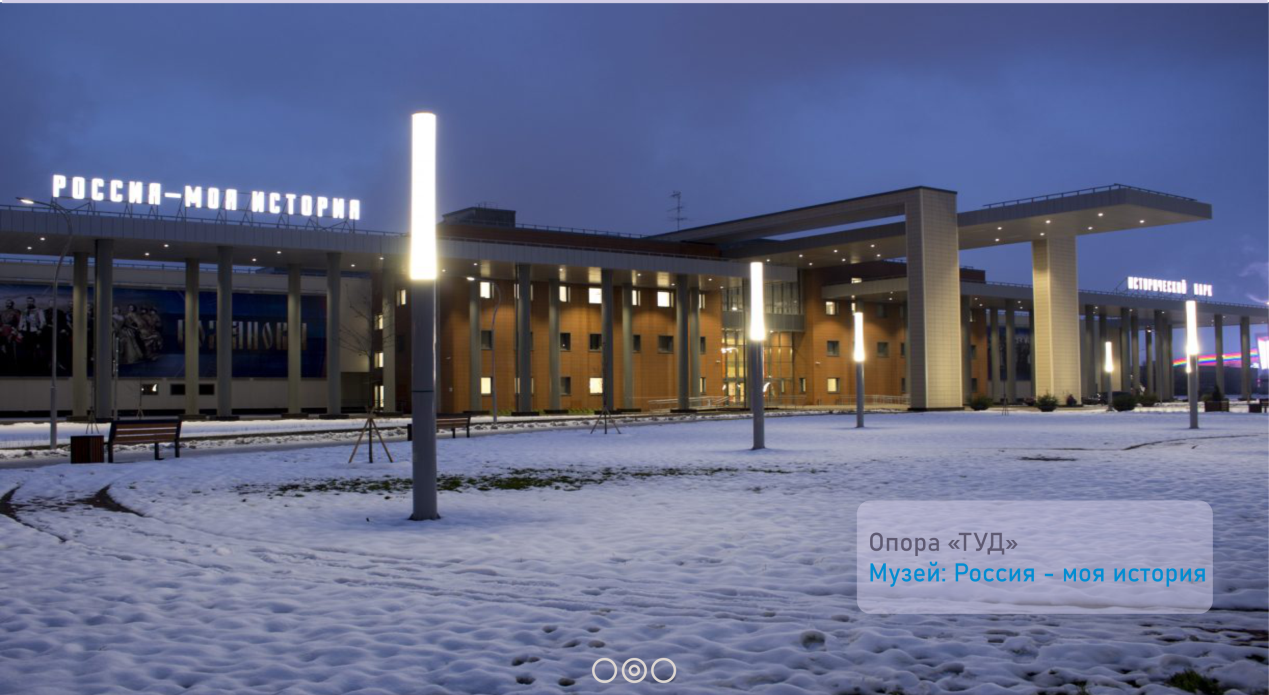 РОССИЯ–МОЯ ИСТОРИЯ
ИСТОРИЧЕСКИЙ ПАРК
Опора «ТУД»
Музей: Россия - моя история